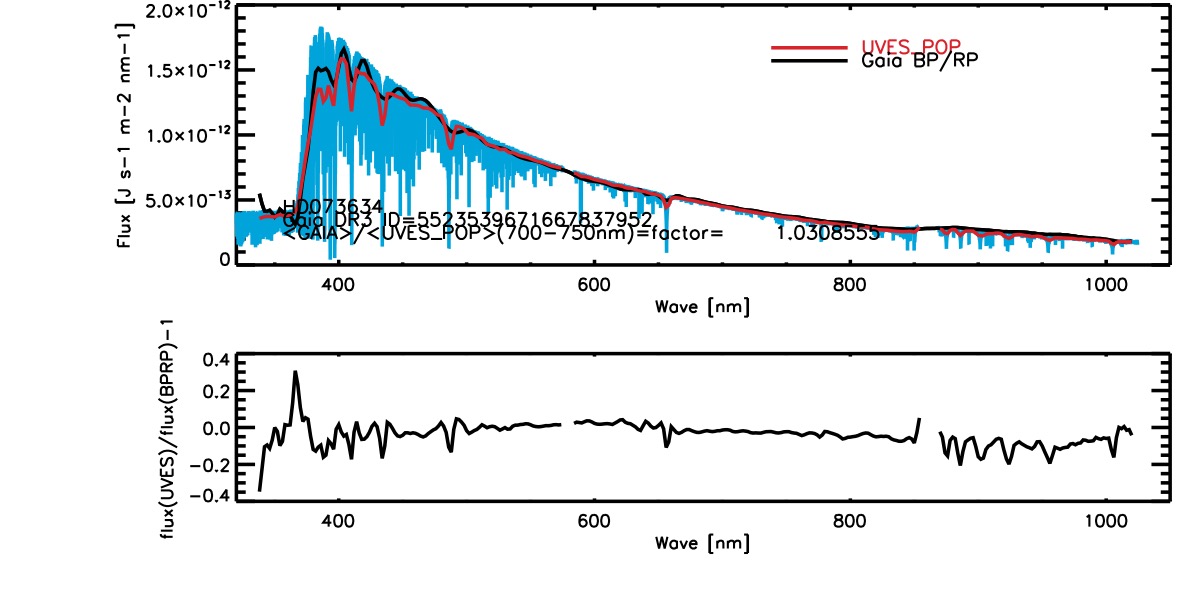 2.0×10−12
1.5×10−12
1.0×10−12
5.0×10−13
0
Flux [J s−1 m−2 nm−1]
UVES_POP
Gaia BP/RP
HD073634
Gaia DR3 ID=5523539671667837952
<GAIA>/<UVES_POP>(700−750nm)=factor= 1.0308553
400 600 800 1000
Wave [nm]
0.4
0.2
0.0
−0.2
−0.4
flux(UVES)/flux(BPRP)−1
400 600 800 1000
Wave [nm]